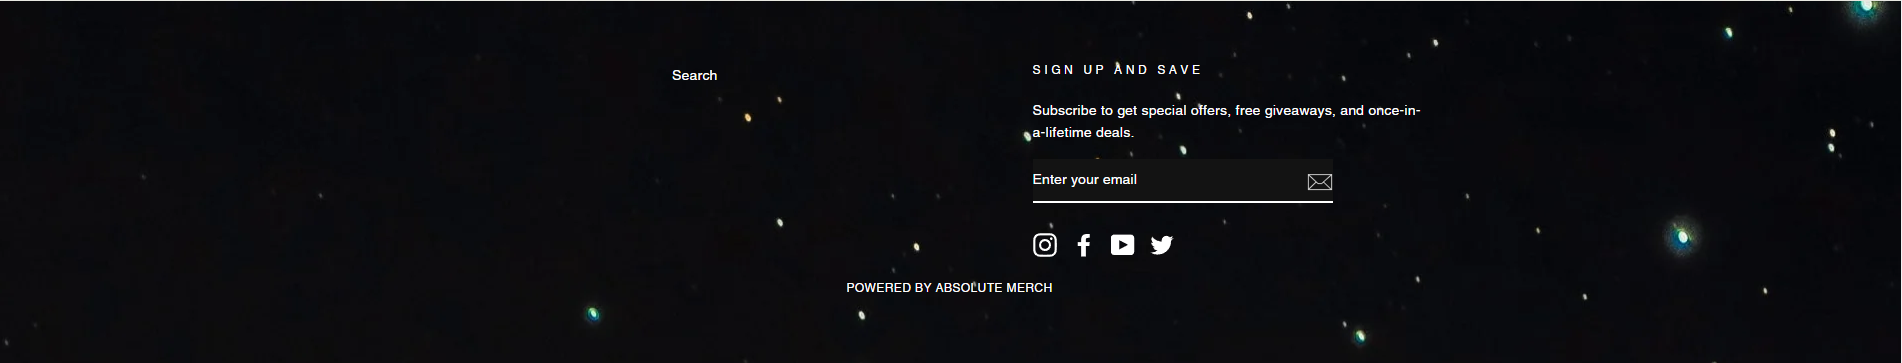 Search
SIGN UP AND SAVE
Subscribe to get special offers, free giveaways, and once-in-
a-lifetime deals.
Enter your email
POWERED BY ABSOLUTE MERCH